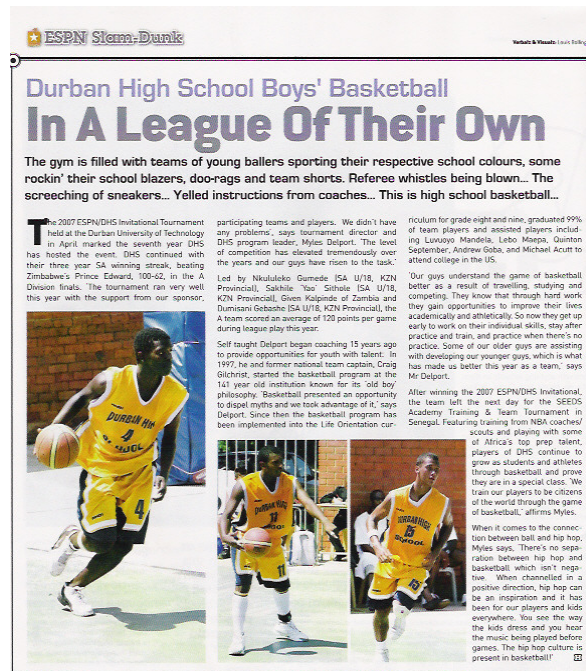 ESPN Slam-Dunk
Verbals & Visuals: Lovis
Durban High School Boys' Basketball
In A League Of Their Own
The gym is filled with teams of young ballers sporting their respective school colours, some
rockin' their school blazers, doo-rags and team shorts. Referee whistles being blown... The
screeching of sneakers... Yelled instructions from coaches... This is high school basketball...
The 2007 ESPN/DHS Invitational Tournament
held at the Durban University of Technology
in April marked the seventh year DHS
has hosted the event. DHS continued with
their three year SA winning streak, beating
Zimbabwe's Prince Edward, 100-62, in the A
Division finals. 'The tournament ran very well
this year with the support from our sponsor,
participating teams and players. We didn't have
any problems', says tournament director and
DHS program leader, Myles Delport. 'The level
of competition has elevated tremendously over
the years and our guys have risen to the task.'
Led by Nkululeko Gumede (SA U/18, KZN
Provincial), Sakhile 'Yao' Sithole (SA U/18,
KZN Provincial), Given Kalpinde of Zambia and
Dumisani Gebashe (SA U/18, KZN Provincial), the
A team scored an average of 120 points per game
during league play this year.
Self taught Delport began coaching 15 years ago
to provide opportunities for youth with talent. In
1997, he and former national team captain, Craig
Gilchrist, started the basketball program at the
141 year old institution known for its 'old boy'
philosophy. 'Basketball presented an opportunity
to dispel myths and we took advantage of it,' says
Delport. Since then the basketball program has
been implemented into the Life Orientation cur-
riculum for grade eight and nine, graduated 99%
of team players and assisted players includ-
ing Luvuyo Mandela, Lebo Maepa, Quinton
September, Andrew Goba, and Michael Acutt to
attend college in the US.
'Our guys understand the game of basketball
better as a result of travelling, studying and
competing. They know that through hard work
they gain opportunities to improve their lives
academically and athletically. So now they get up
early to work on their individual skills, stay after
practice and train, and practice when there's no
practice. Some of our older guys are assisting
with developing our younger guys, which is what
has made us better this year as a team,' says
Mr Delport.
After winning the 2007 ESPN/DHS Invitational,
the team left the next day for the SEEDS
Academy Training & Team Tournament in
Senegal. Featuring training from NBA coaches/
scouts and playing with some
of Africa's top prep talent,
players of DHS continue to
grow as students and athletes
through basketball and prove
they are in a special class. 'We
train our players to be citizens
of the world through the game
of basketball,' affirms Myles.
When it comes to the connec-
tion between ball and hip hop,
Myles says, 'There's no sepa-
ration between hip hop and
basketball which isn't nega-
tive. When channelled in a
positive direction, hip hop can
be an inspiration and it has
been for our players and kids
everywhere. You see the way
the kids dress and you hear
the music being played before
games. The hip hop culture is
present in basketball!'
DURBAN HIGH
4
SCHOOL
4
DURBAN HIGH
11
SCHOOL
11
DURBAN HIGH
15
SCHOOL
15